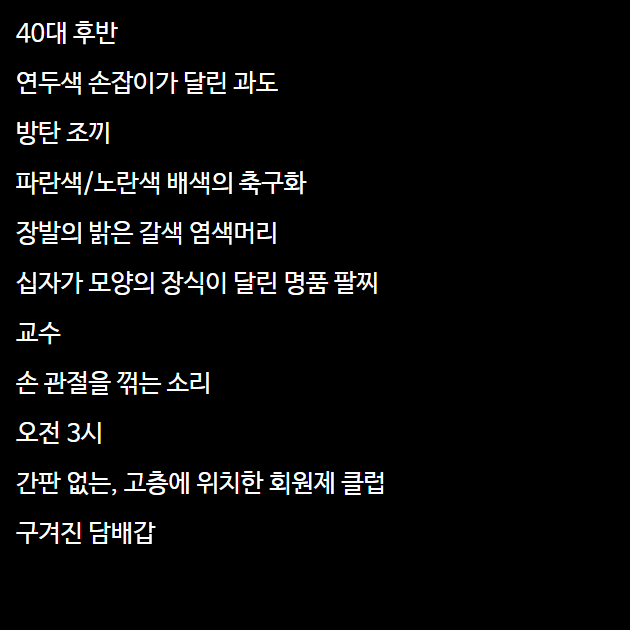 40대 후반
연두색 손잡이가 달린 과도
방탄 조끼
파란색/노란색 배색의 축구화
장발의 밝은 갈색 염색머리
십자가 모양의 장식이 달린 명품 팔찌
교수
손 관절을 꺾는 소리
오전 3시
간판 없는, 고층에 위치한 회원제 클럽
구겨진 담배갑